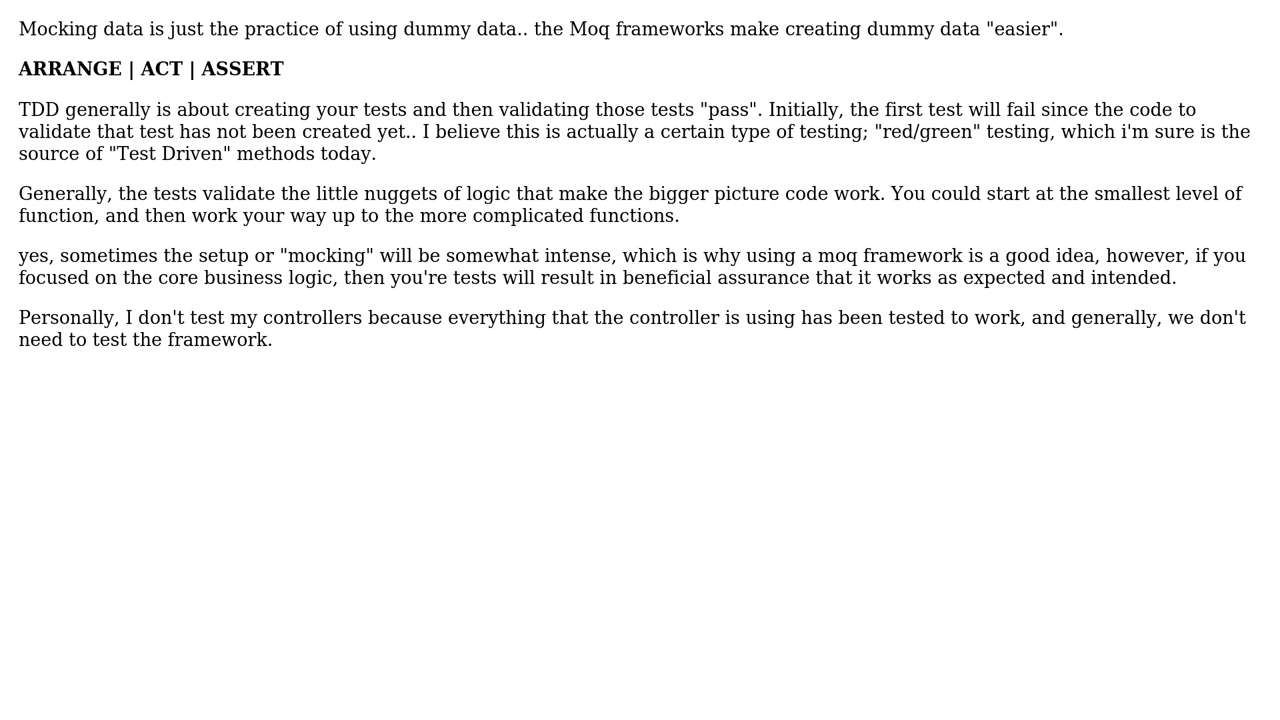 Mocking data is just the practice of using dummy data.. the Moq frameworks make creating dummy data "easier".
ARRANGE | ACT | ASSERT
TDD generally is about creating your tests and then validating those tests "pass". Initially, the first test will fail since the code to
validate that test has not been created yet.. I believe this is actually a certain type of testing; "red/green" testing, which i'm sure is the
source of "Test Driven" methods today.
Generally, the tests validate the little nuggets of logic that make the bigger picture code work. You could start at the smallest level of
function, and then work your way up to the more complicated functions.
yes, sometimes the setup or "mocking" will be somewhat intense, which is why using a moq framework is a good idea, however, if you
focused on the core business logic, then you're tests will result in beneficial assurance that it works as expected and intended.
Personally, I don't test my controllers because everything that the controller is using has been tested to work, and generally, we don't
need to test the framework.